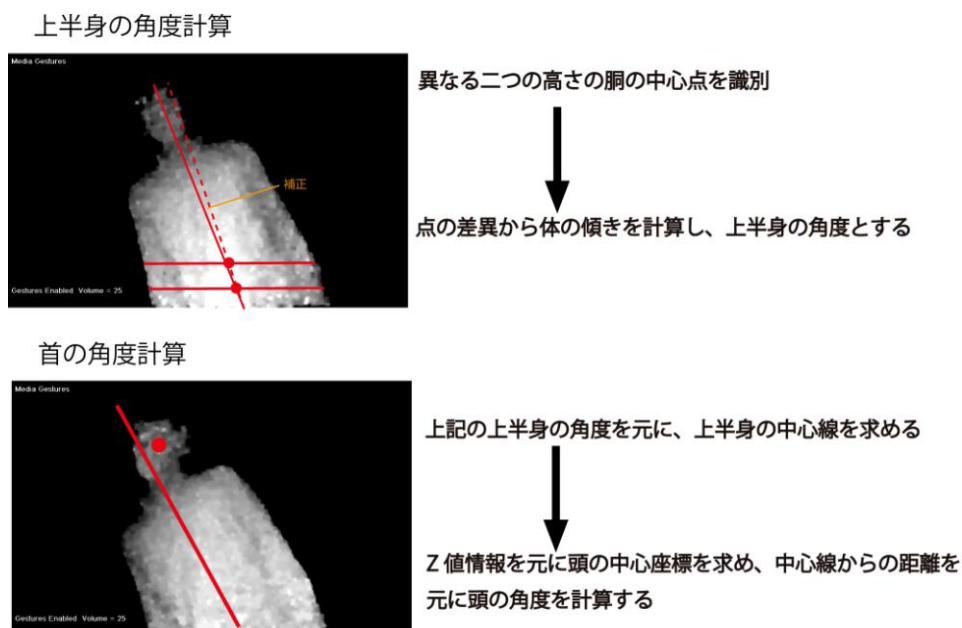 上半身の角度計算
Media Gestures
異なる二つの高さの胴の中心点を識別
補正
点の差異から体の傾きを計算し、上半身の角度とする
Gestures Enabled Volume = 25
首の角度計算
Media Gestures
上記の上半身の角度を元に、上半身の中心線を求める
Z 値情報を元に頭の中心座標を求め、中心線からの距離を
元に頭の角度を計算する
Gestures Enabled Volume = 25